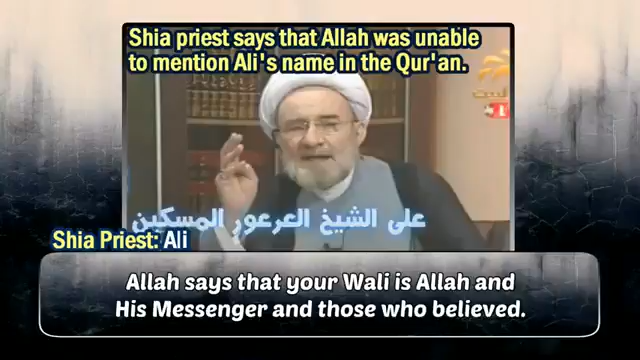 Shia priest says that Allah was unable
to mention Ali's name in the Qur'an.
على الشيخ العرعور المسكين
Shia Priest: Ali
Allah says that your Wali is Allah and
His Messenger and those who believed.